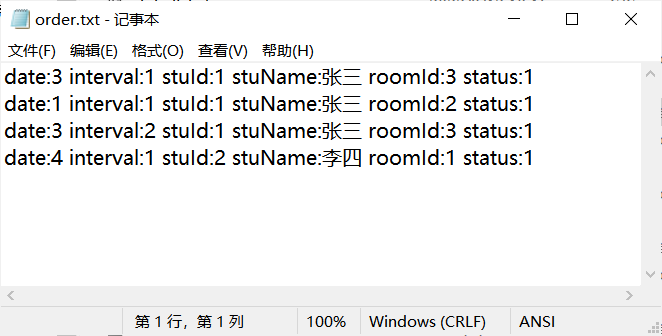 order.txt - 记事本
文件(F) 编辑(E) 格式(O) 查看(V) 帮助(H)
date:3 interval:1 stuId:1 stuName:张三 roomId:3 status:1
date:1 interval:1 stuId:1 stuName:张三 roomId:2 status:1
date:3 interval:2 stuId:1 stuName:张三 roomId:3 status:1
date:4 interval:1 stuId:2 stuName:李四 roomId:1 status:1
第 1 行，第 1 列 100% Windows (CRLF) ANSI